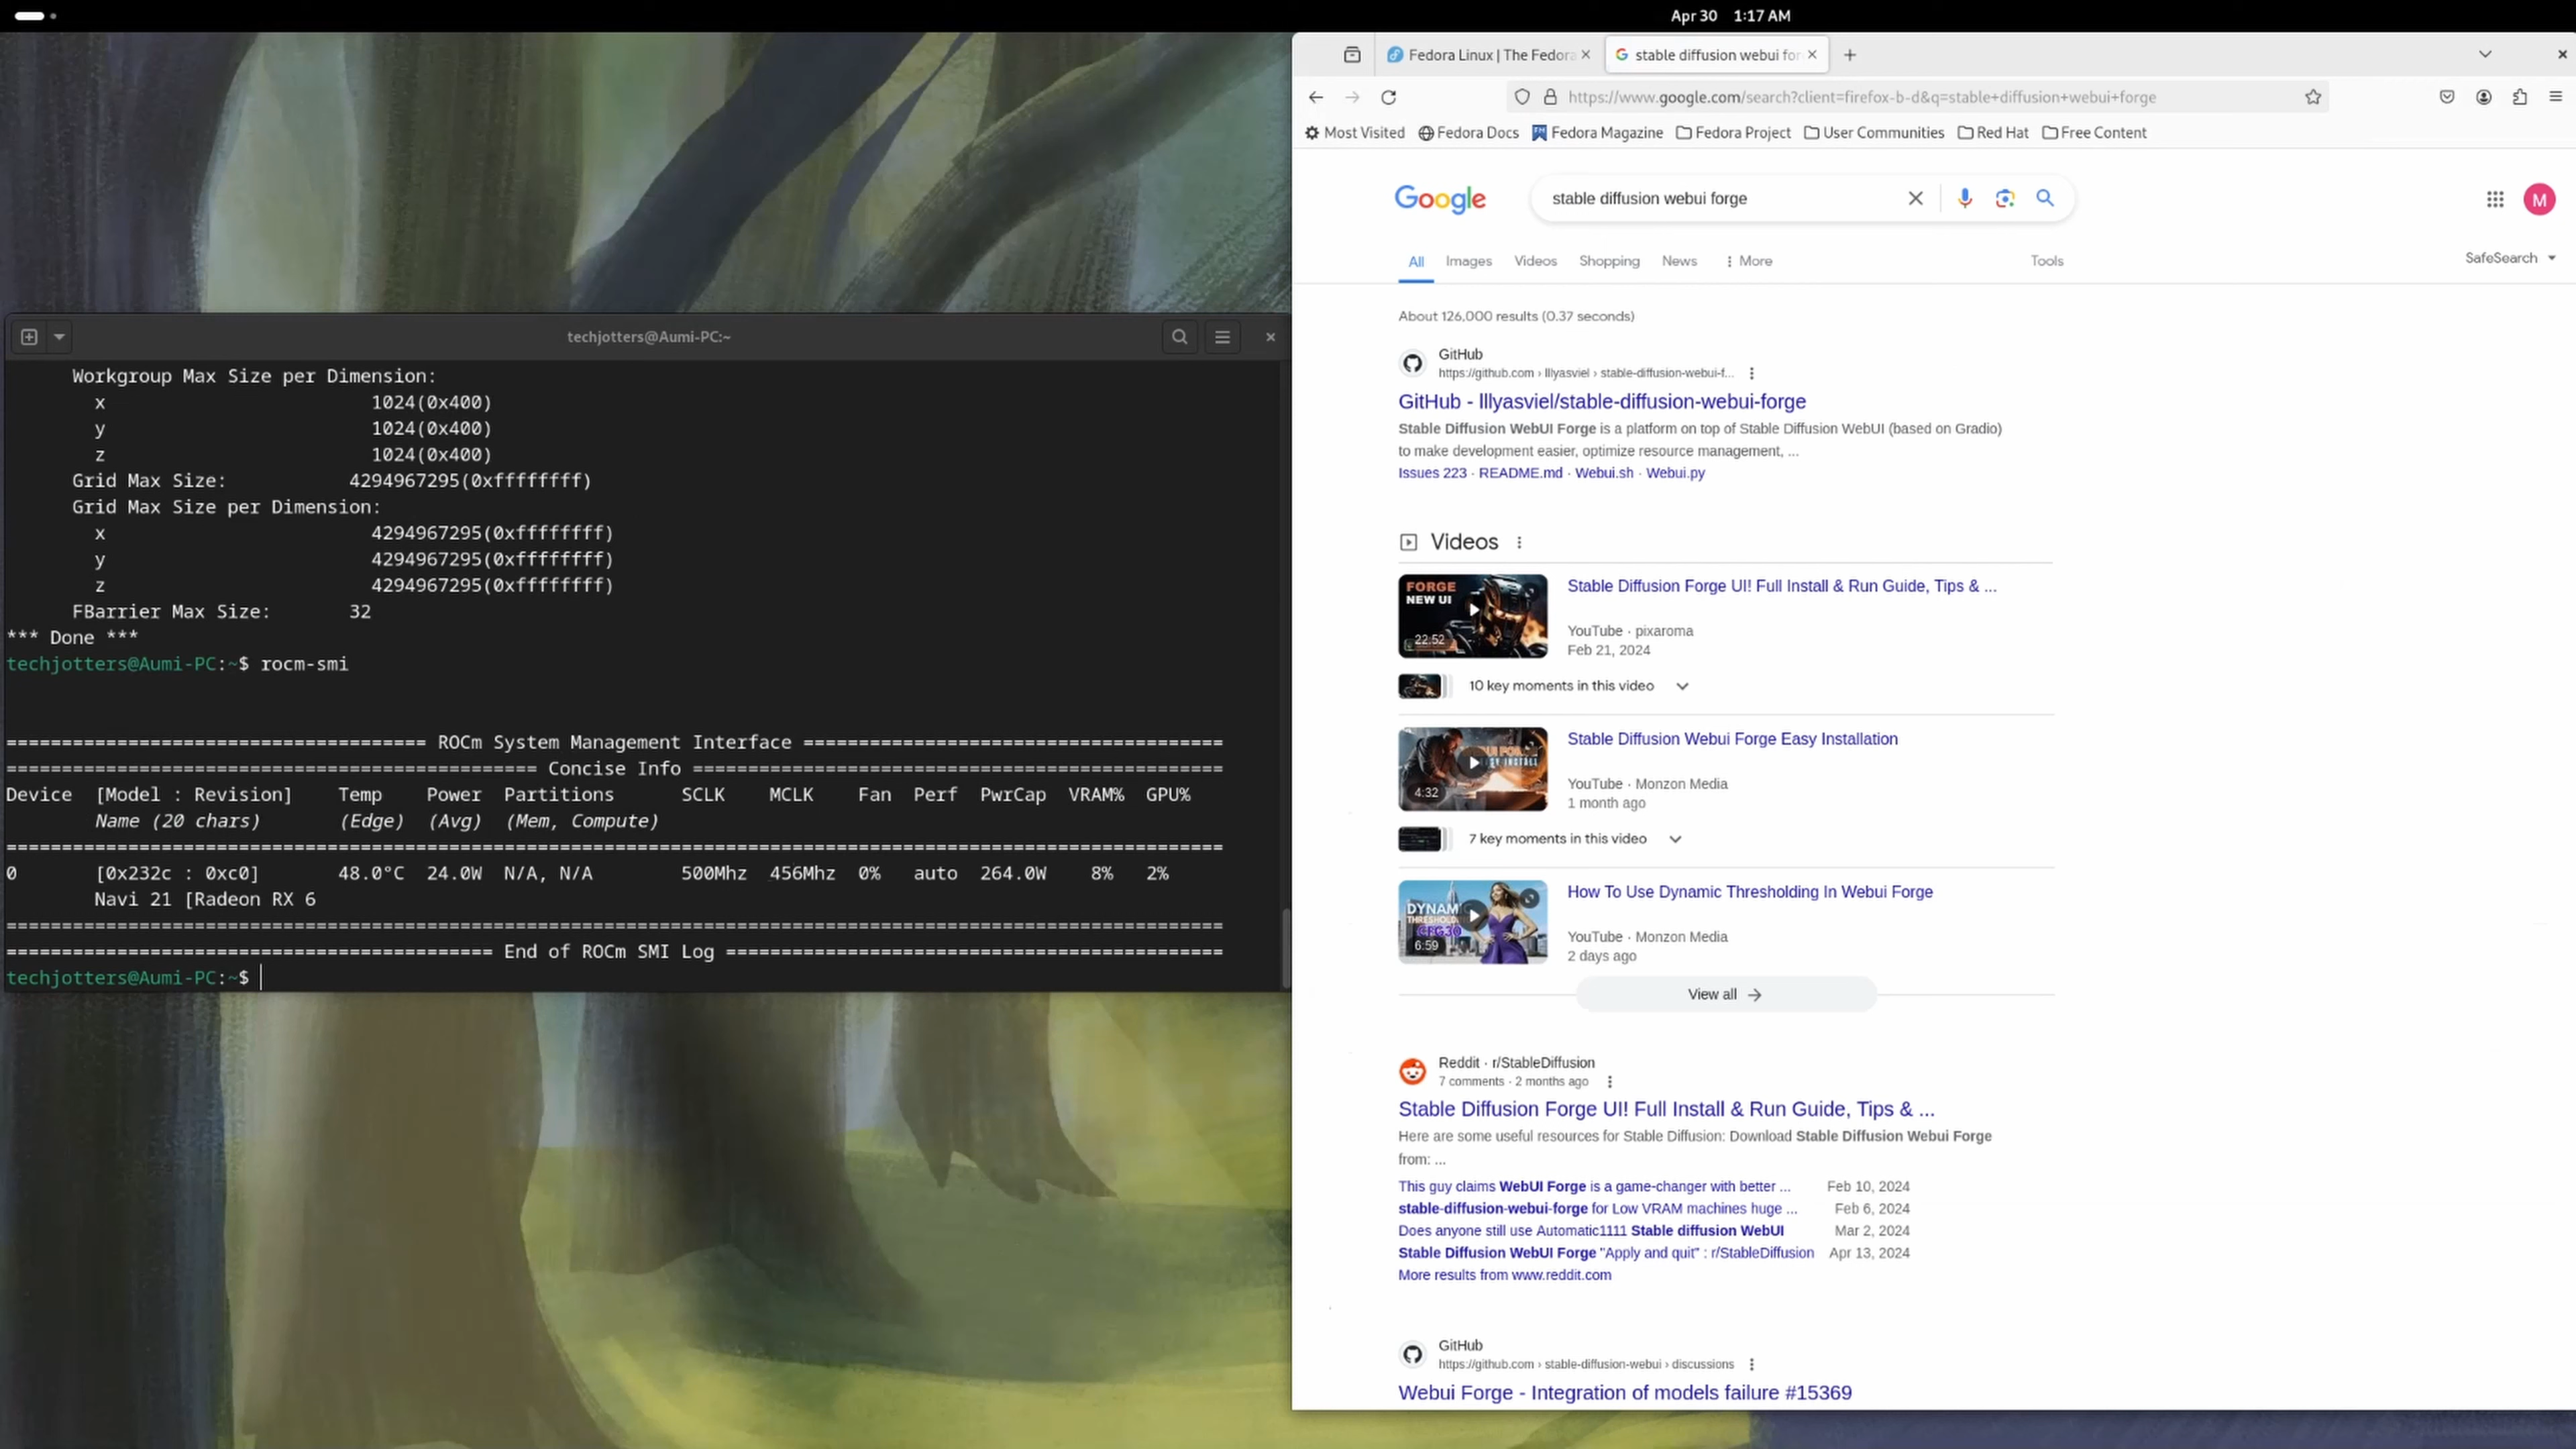 Apr 30 1:17 AM
techjotters@Aumi-PC:~
Workgroup Max Size per Dimension:
x 1024(0x400)
y 1024(0x400)
z 1024(0x400)
Grid Max Size: 4294967295(0xffffffff)
Grid Max Size per Dimension:
x 4294967295(0xffffffff)
y 4294967295(0xffffffff)
z 4294967295(0xffffffff)
FBarrier Max Size: 32
*** Done ***
techjotters@Aumi-PC:~$ rocm-smi
====================================== ROCm System Management Interface ======================================
================================================ Concise Info ================================================
Device [Model : Revision] Temp Power Partitions SCLK MCLK Fan Perf PwrCap VRAM% GPU%
Name (20 chars) (Edge) (Avg) (Mem, Compute)
==============================================================================================================
0 [0x232c : 0xc0] 48.0°C 24.0W N/A, N/A 500Mhz 456Mhz 0% auto 264.0W 8% 2%
Navi 21 [Radeon RX 6
==============================================================================================================
============================================ End of ROCm SMI Log =============================================
techjotters@Aumi-PC:~$
Fedora Linux | The Fedora
stable diffusion webui for
https://www.google.com/search?client=firefox-b-d&q=stable+diffusion+webui+forge
Most Visited Fedora Docs Fedora Magazine Fedora Project User Communities Red Hat Free Content
Google
stable diffusion webui forge
M
All Images Videos Shopping News More Tools
SafeSearch
About 126,000 results (0.37 seconds)
GitHub
https://github.com › lllyasviel › stable-diffusion-webui-f...
GitHub - lllyasviel/stable-diffusion-webui-forge
Stable Diffusion WebUI Forge is a platform on top of Stable Diffusion WebUI (based on Gradio)
to make development easier, optimize resource management, ...
Issues 223 · README.md · Webui.sh · Webui.py
Videos
FORGE
NEW UI
22:52
Stable Diffusion Forge UI! Full Install & Run Guide, Tips & ...
YouTube · pixaroma
Feb 21, 2024
10 key moments in this video
4:32
Stable Diffusion Webui Forge Easy Installation
YouTube · Monzon Media
1 month ago
7 key moments in this video
6:59
How To Use Dynamic Thresholding In Webui Forge
YouTube · Monzon Media
2 days ago
View all
Reddit · r/StableDiffusion
7 comments · 2 months ago
Stable Diffusion Forge UI! Full Install & Run Guide, Tips & ...
Here are some useful resources for Stable Diffusion: Download Stable Diffusion Webui Forge
from: ...
This guy claims WebUI Forge is a game-changer with better ... Feb 10, 2024
stable-diffusion-webui-forge for Low VRAM machines huge ... Feb 6, 2024
Does anyone still use Automatic1111 Stable diffusion WebUI Mar 2, 2024
Stable Diffusion WebUI Forge "Apply and quit" : r/StableDiffusion Apr 13, 2024
More results from www.reddit.com
GitHub
https://github.com › stable-diffusion-webui › discussions
Webui Forge - Integration of models failure #15369